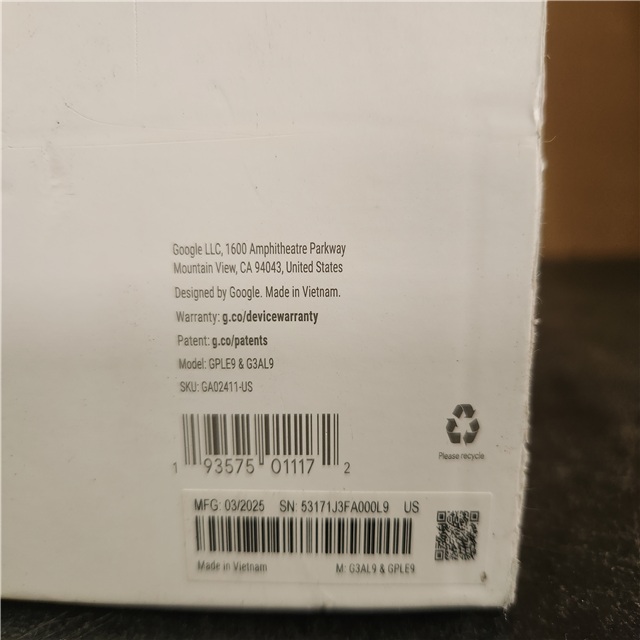 Google LLC, 1600 Amphitheatre Parkway
Mountain View, CA 94043, United States
Designed by Google. Made in Vietnam.
Warranty: g.co/devicewarranty
Patent: g.co/patents
Model: GPLE9 & G3AL9
SKU: GA02411-US
1 93575 01117 2
Please recycle
MFG: 03/2025 SN: 53171J3FA000L9 US
Made in Vietnam M: G3AL9 & GPLE9